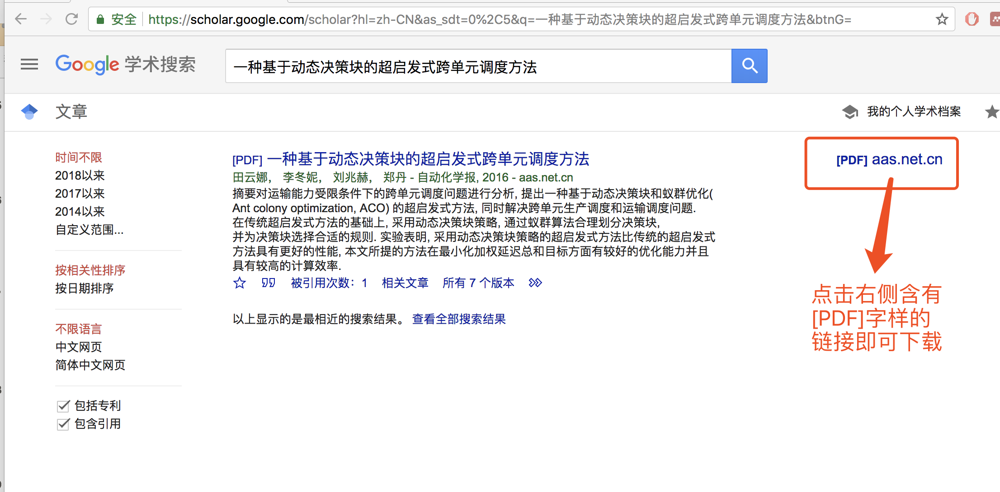 安全 https://scholar.google.com/scholar?hl=zh-CN&as_sdt=0%2C5&q=一种基于动态决策块的超启发式跨单元调度方法&btnG=
Google 学术搜索
一种基于动态决策块的超启发式跨单元调度方法
文章
我的个人学术档案
时间不限
2018以来
2017以来
2014以来
自定义范围...
按相关性排序
按日期排序
不限语言
中文网页
简体中文网页
包括专利
包含引用
[PDF] 一种基于动态决策块的超启发式跨单元调度方法
田云娜， 李冬妮， 刘兆赫， 郑丹 - 自动化学报, 2016 - aas.net.cn
摘要对运输能力受限条件下的跨单元调度问题进行分析, 提出一种基于动态决策块和蚁群优化(
Ant colony optimization, ACO) 的超启发式方法, 同时解决跨单元生产调度和运输调度问题.
在传统超启发式方法的基础上, 采用动态决策块策略, 通过蚁群算法合理划分决策块,
并为决策块选择合适的规则. 实验表明, 采用动态决策块策略的超启发式方法比传统的超启发式
方法具有更好的性能, 本文所提的方法在最小化加权延迟总和目标方面有较好的优化能力并且
具有较高的计算效率.
被引用次数：1 相关文章 所有 7 个版本
以上显示的是最相近的搜索结果。 查看全部搜索结果
[PDF] aas.net.cn
点击右侧含有
[PDF]字样的
链接即可下载